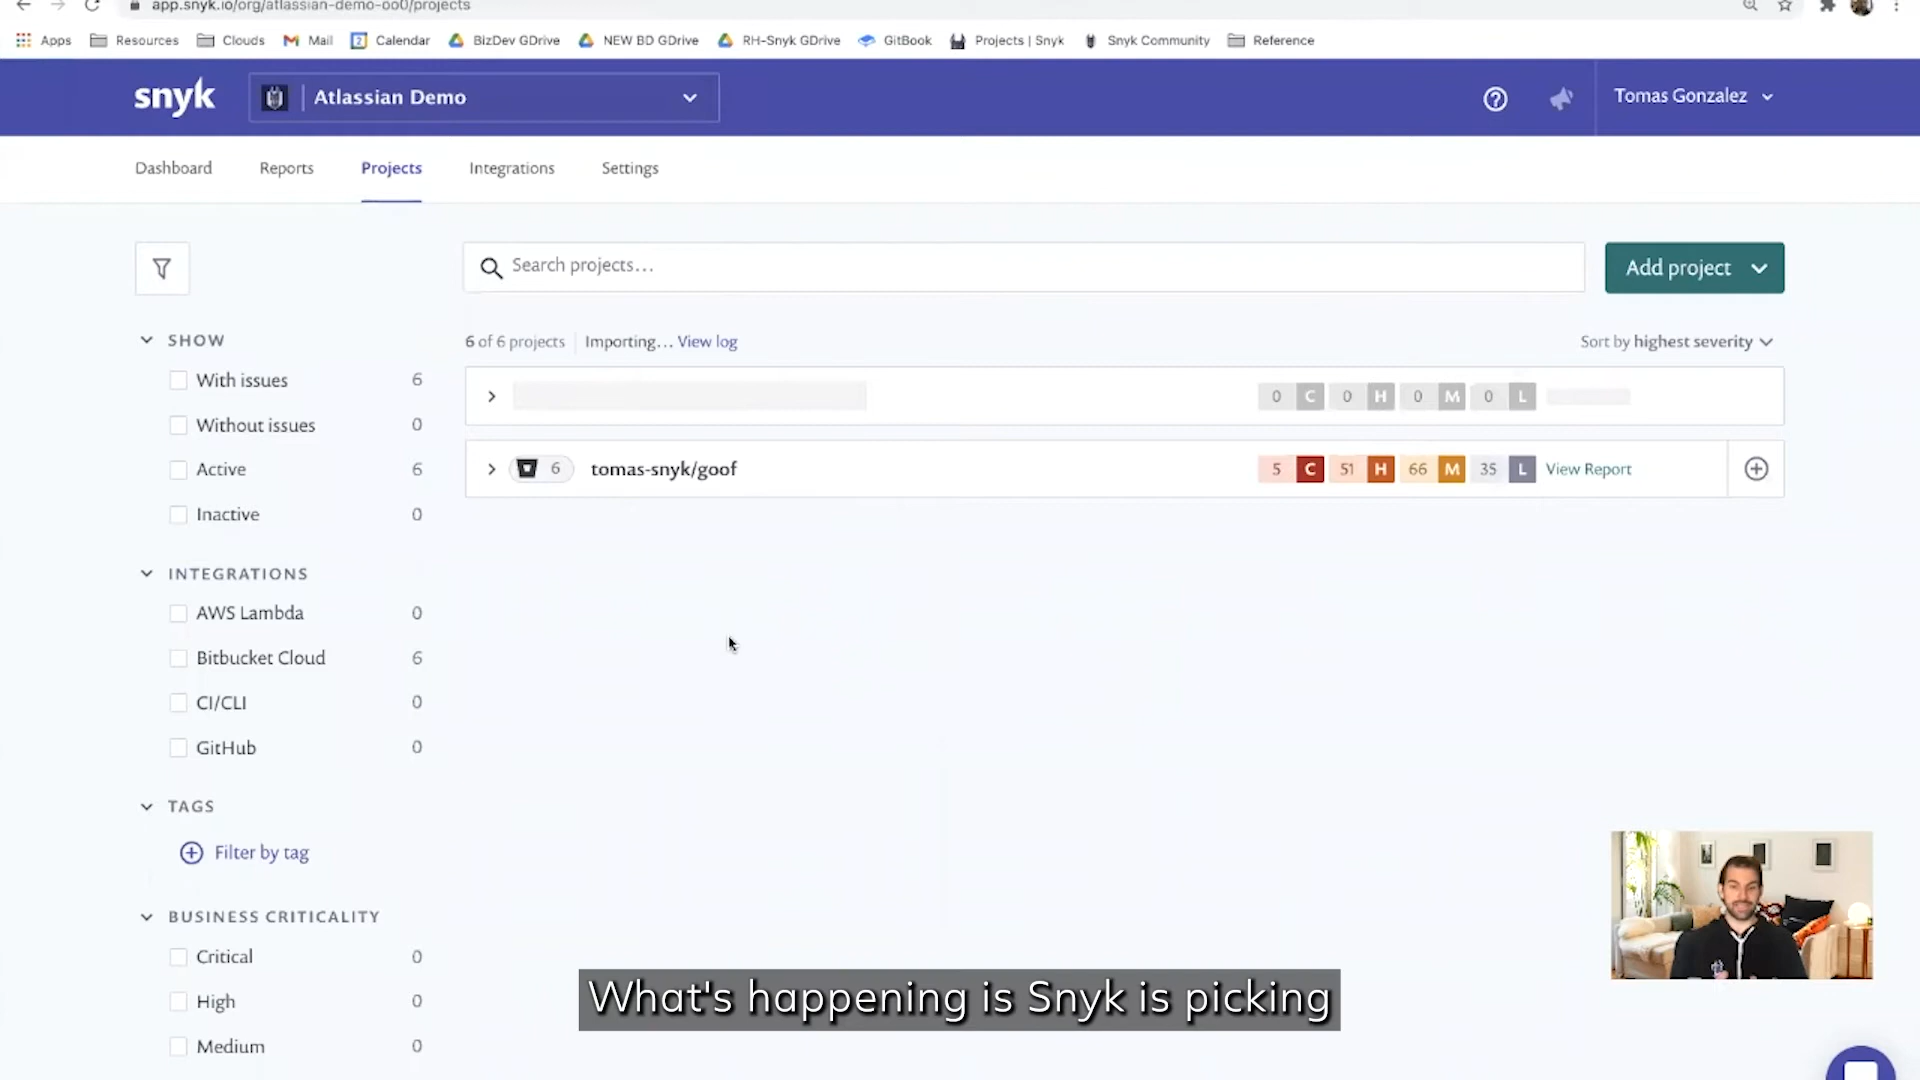 app.snyk.io/org/atlassian-demo-oo0/projects
Apps Resources Clouds Mail 2 Calendar BizDev GDrive NEW BD GDrive RH-Snyk GDrive GitBook Projects | Snyk Snyk Community Reference
snyk Atlassian Demo Tomas Gonzalez
Dashboard Reports Projects Integrations Settings
Search projects...
Add project
6 of 6 projects Importing... View log
Sort by highest severity
0 C 0 H 0 M 0 L
6 tomas-snyk/goof 5 C 51 H 66 M 35 L View Report
SHOW
With issues 6
Without issues 0
Active 6
Inactive 0
INTEGRATIONS
AWS Lambda 0
Bitbucket Cloud 6
CI/CLI 0
GitHub 0
TAGS
Filter by tag
BUSINESS CRITICALITY
Critical 0
High 0
Medium 0
What's happening is Snyk is picking